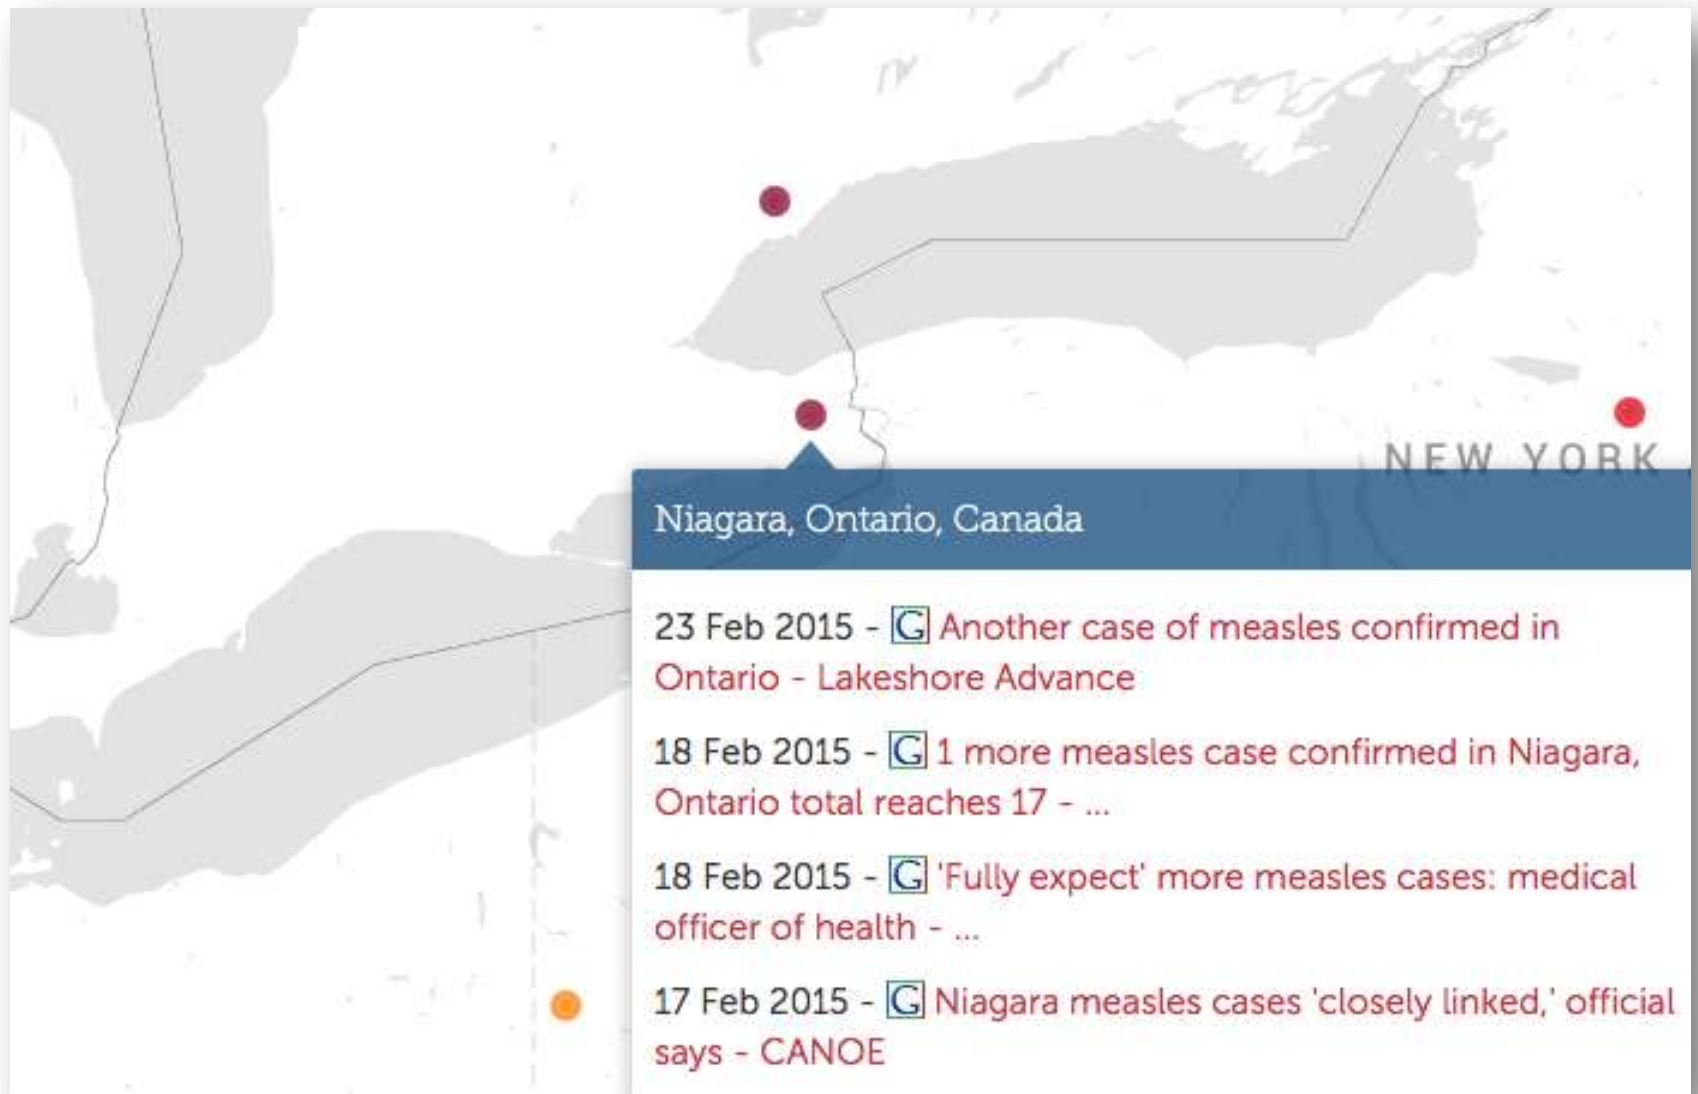 NEW YORK
Niagara, Ontario, Canada
23 Feb 2015 - G Another case of measles confirmed in
Ontario - Lakeshore Advance
18 Feb 2015 - G 1 more measles case confirmed in Niagara,
Ontario total reaches 17 - ...
18 Feb 2015 - G 'Fully expect' more measles cases: medical
officer of health - ...
17 Feb 2015 - G Niagara measles cases 'closely linked,' official
says - CANOE